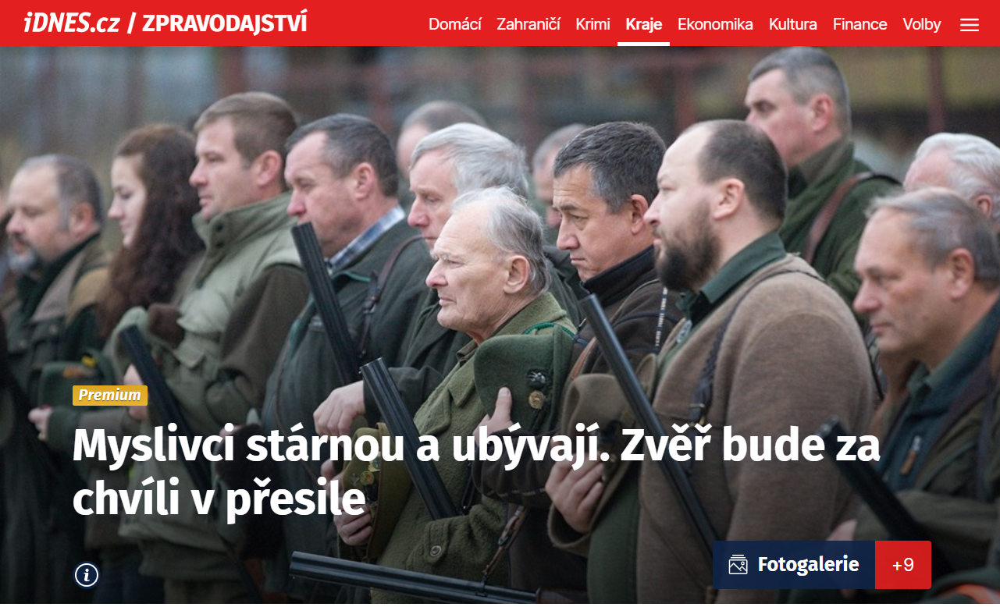 iDNES.cz / ZPRAVODAJSTVÍ
Domácí Zahraničí Krimi Kraje Ekonomika Kultura Finance Volby
Premium
Myslivci stárnou a ubývají. Zvěř bude za
chvíli v přesile
i
Fotogalerie +9